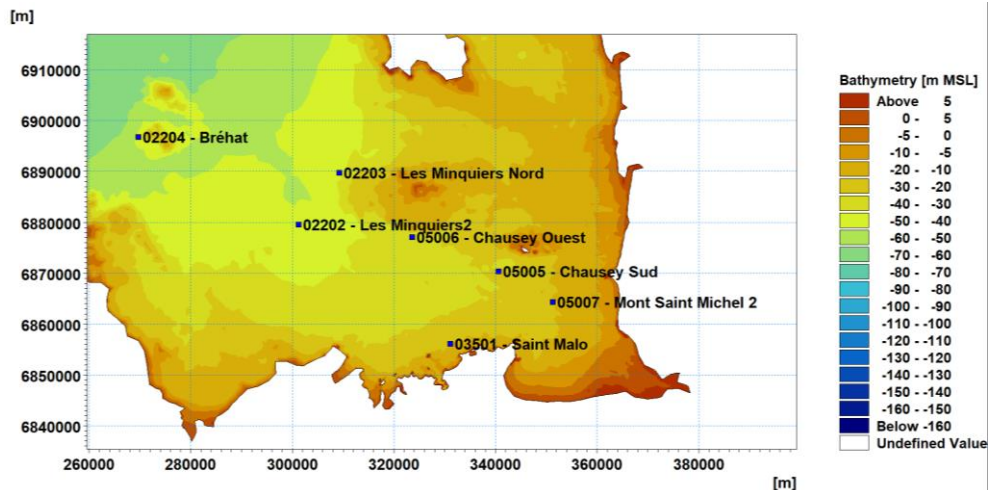 [m]
6910000
6900000
6890000
6880000
6870000
6860000
6850000
6840000
02204 - Bréhat
02203 - Les Minquiers Nord
02202 - Les Minquiers2
05006 - Chausey Ouest
05005 - Chausey Sud
05007 - Mont Saint Michel 2
03501 - Saint Malo
260000 280000 300000 320000 340000 360000 380000
[m]
Bathymetry [m MSL]
Above 5
0 - 5
-5 - 0
-10 - -5
-20 - -10
-30 - -20
-40 - -30
-50 - -40
-60 - -50
-70 - -60
-80 - -70
-90 - -80
-100 - -90
-110 - -100
-120 - -110
-130 - -120
-140 - -130
-150 - -140
-160 - -150
Below -160
Undefined Value